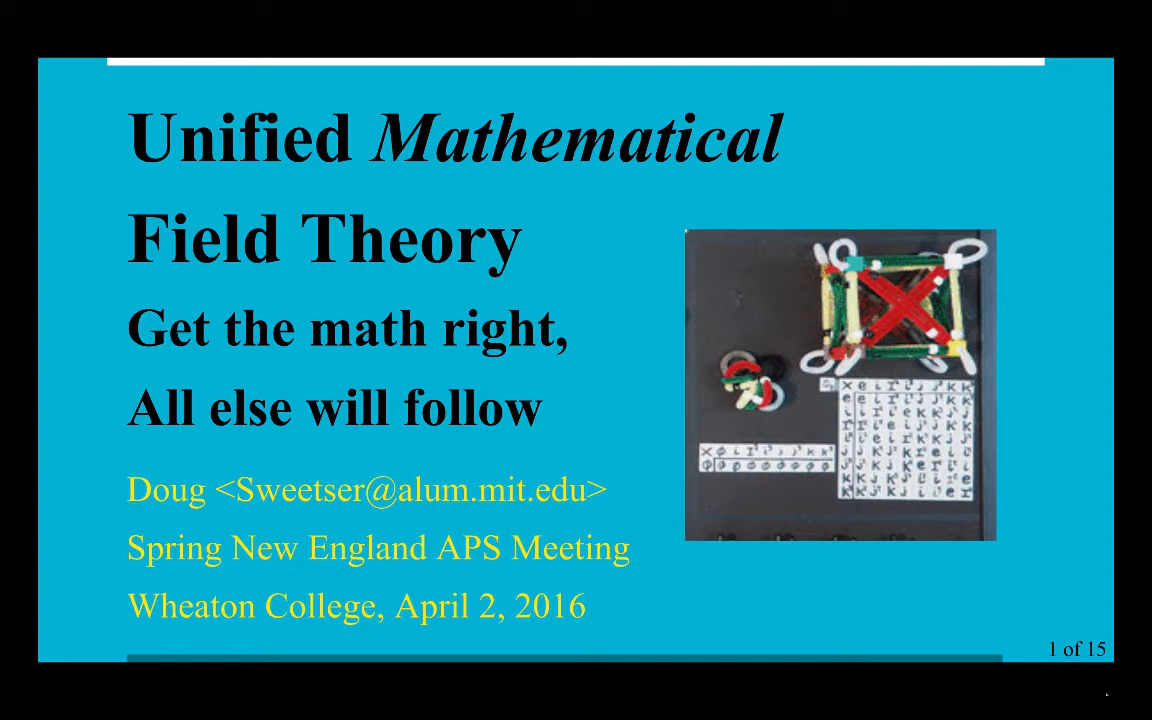 Unified Mathematical
Field Theory
Get the math right,
All else will follow
Doug <Sweetser@alum.mit.edu>
Spring New England APS Meeting
Wheaton College, April 2, 2016
1 of 15